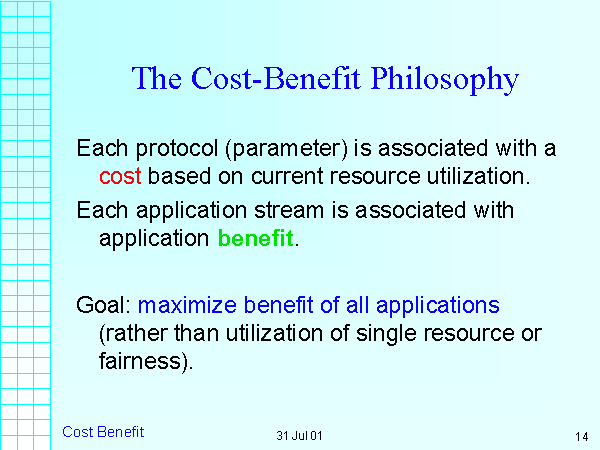 The Cost-Benefit Philosophy
Each protocol (parameter) is associated with a
cost based on current resource utilization.
Each application stream is associated with
application benefit.
Goal: maximize benefit of all applications
(rather than utilization of single resource or
fairness).
Cost Benefit
31 Jul 01
14